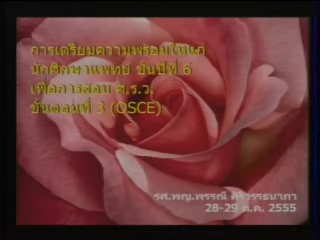 การเตรียมความพร้อมให้แก่
นักศึกษาแพทย์ ชั้นปีที่ 6
เพื่อการสอบ ศ.ร.ว.
ขั้นตอนที่ 3 (OSCE)
รศ.พญ.พรรณี
28-29 ต.ค. 2555